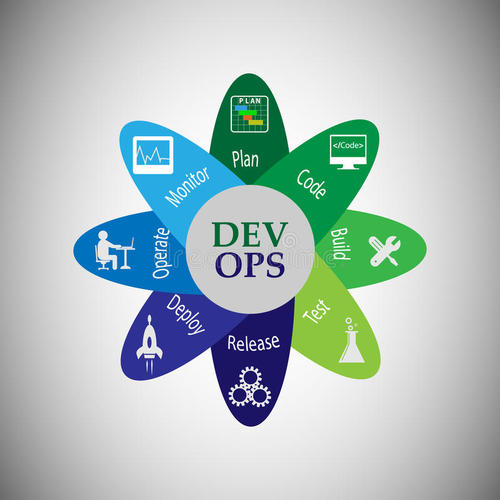 PLAN
Plan
</Code>
Code
Build
Test
Release
Deploy
Operate
Monitor
DEV
OPS